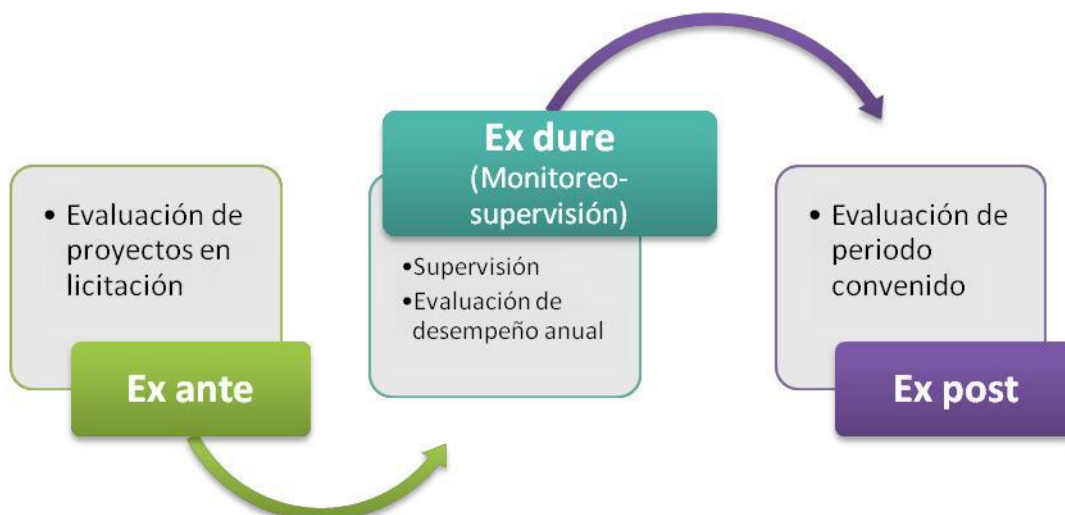 • Evaluación de
proyectos en
licitación
Ex ante
Ex dure
(Monitoreo-
supervisión)
•Supervisión
•Evaluación de
desempeño anual
• Evaluación de
periodo
convenido
Ex post